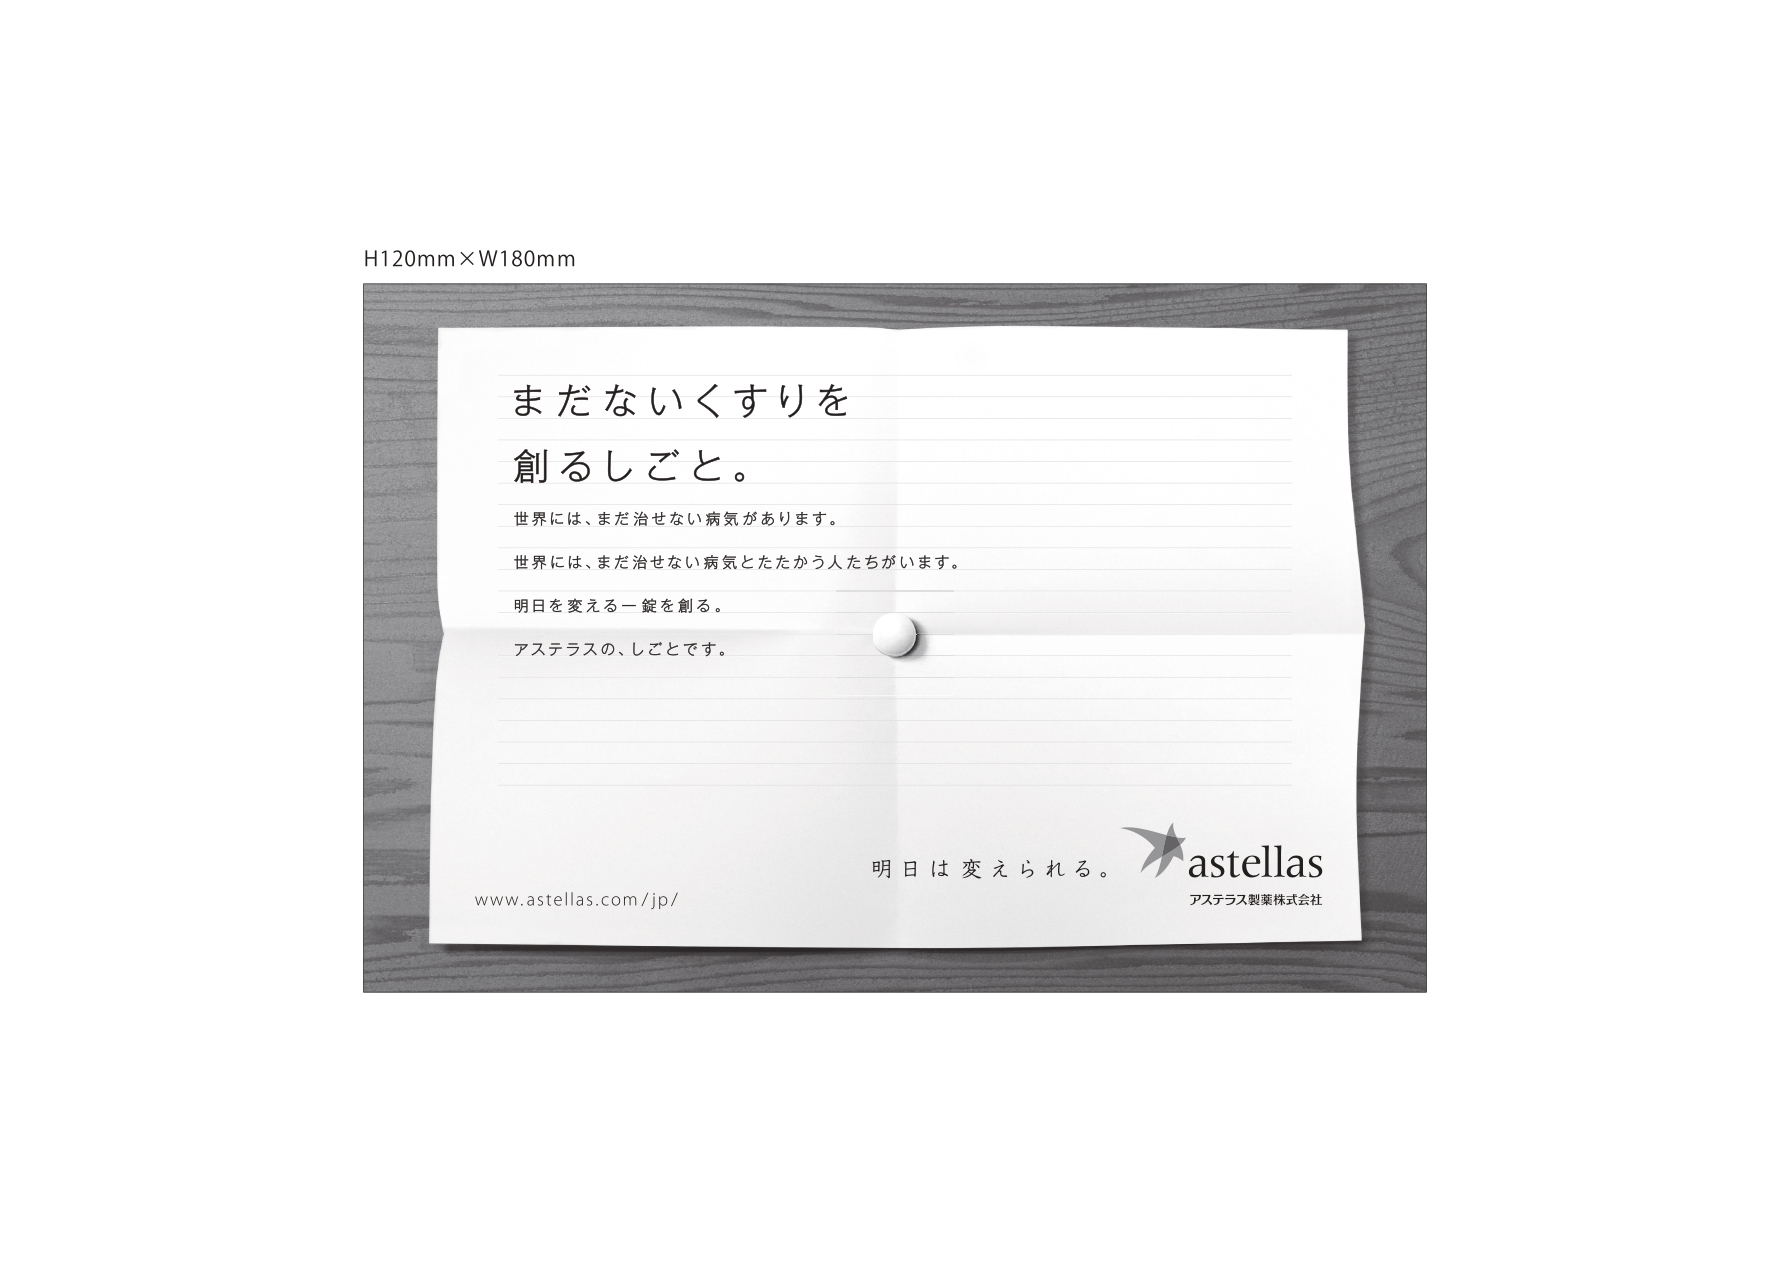 H120mm×W180mm
まだないくすりを
創るしごと。
世界には、まだ治せない病気があります。
世界には、まだ治せない病気とたたかう人たちがいます。
明日を変える一錠を創る。
アステラスの、しごとです。
明日は変えられる。
astellas
www.astellas.com/jp/
アステラス製薬株式会社